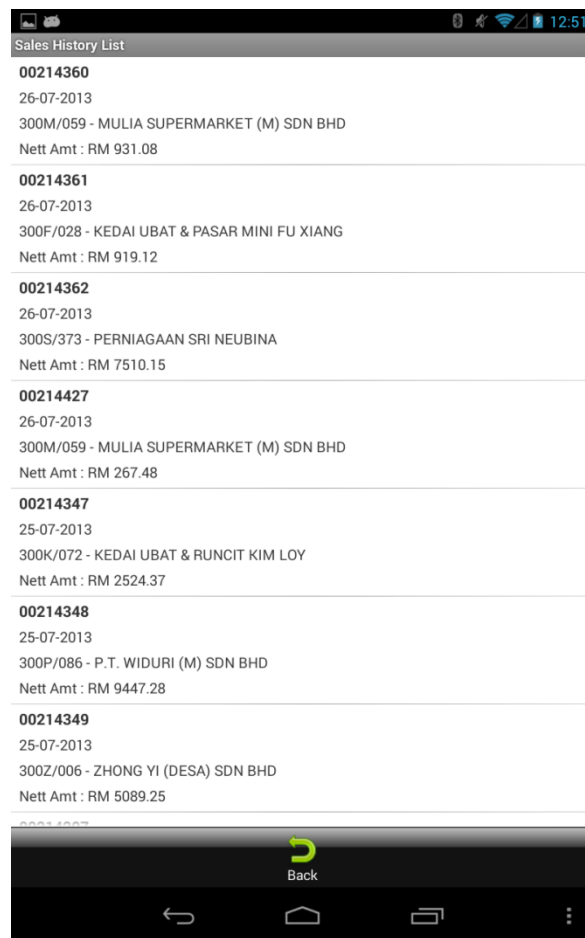 12:51
Sales History List
00214360
26-07-2013
300M/059 - MULIA SUPERMARKET (M) SDN BHD
Nett Amt : RM 931.08
00214361
26-07-2013
300F/028 - KEDAI UBAT & PASAR MINI FU XIANG
Nett Amt : RM 919.12
00214362
26-07-2013
300S/373 - PERNIAGAAN SRI NEUBINA
Nett Amt : RM 7510.15
00214427
26-07-2013
300M/059 - MULIA SUPERMARKET (M) SDN BHD
Nett Amt : RM 267.48
00214347
25-07-2013
300K/072 - KEDAI UBAT & RUNCIT KIM LOY
Nett Amt : RM 2524.37
00214348
25-07-2013
300P/086 - P.T. WIDURI (M) SDN BHD
Nett Amt : RM 9447.28
00214349
25-07-2013
300Z/006 - ZHONG YI (DESA) SDN BHD
Nett Amt : RM 5089.25
Back